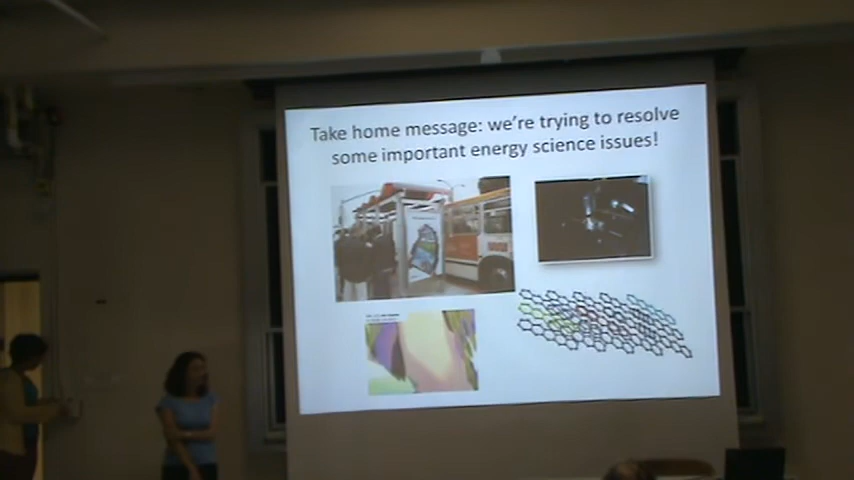 Take home message: we're trying to resolve
some important energy science issues!